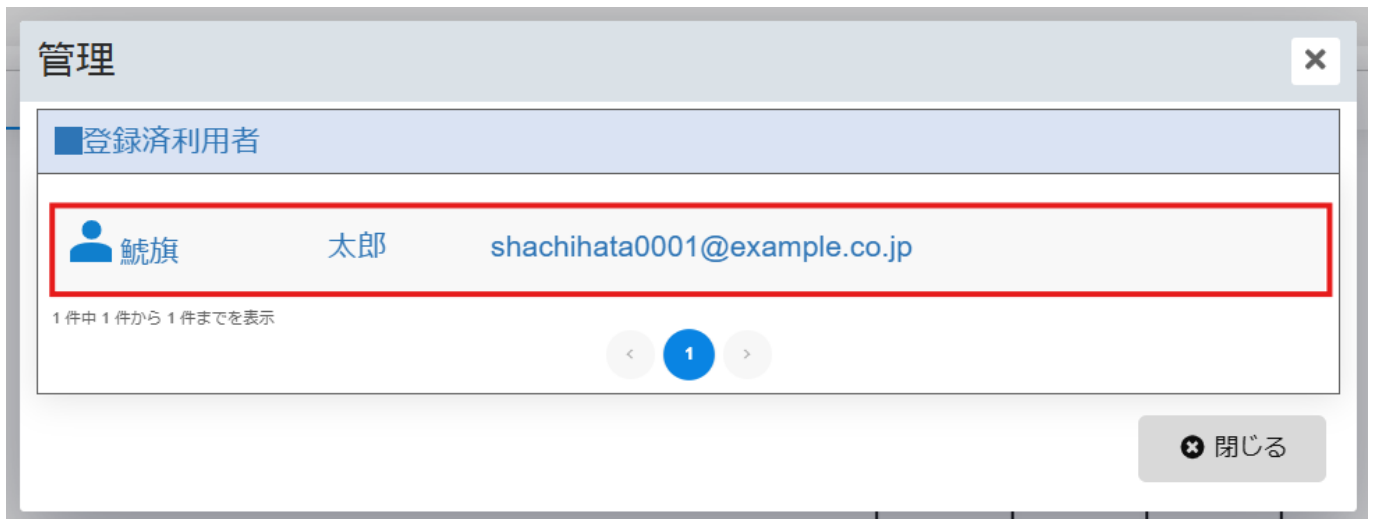 管理
■登録済利用者
鯱旗 太郎 shachihata0001@example.co.jp
1 件中 1 件から 1 件までを表示
‹ 1 ›
閉じる